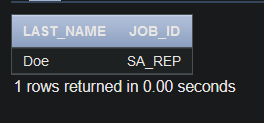 LAST_NAME JOB_ID
Doe SA_REP
1 rows returned in 0.00 seconds